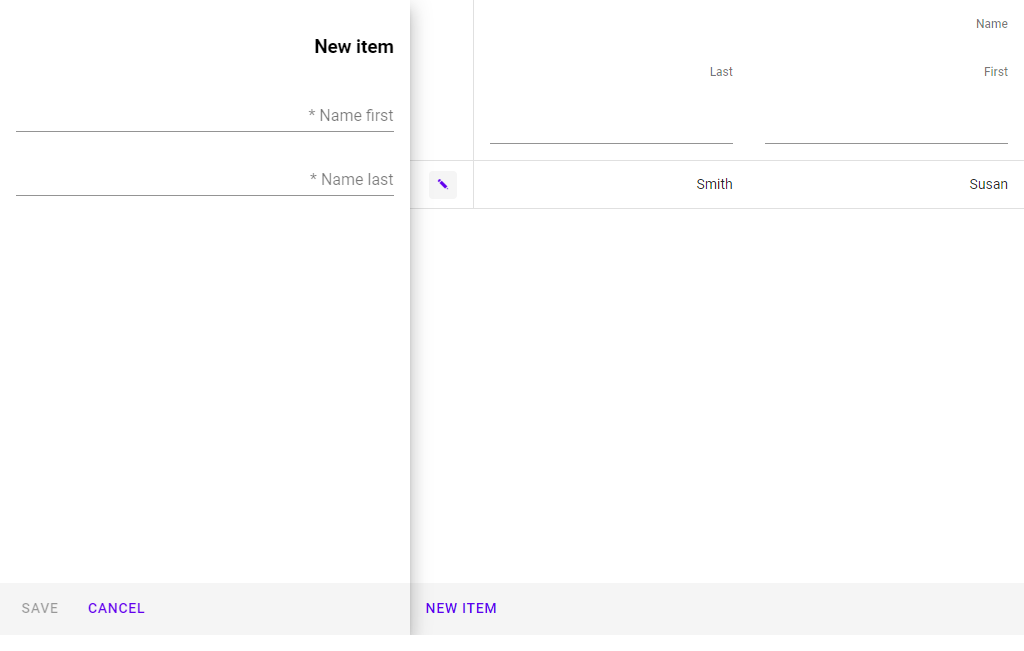 New item
* Name first
* Name last
SAVE
CANCEL
Name
Last
First
Smith
Susan
NEW ITEM